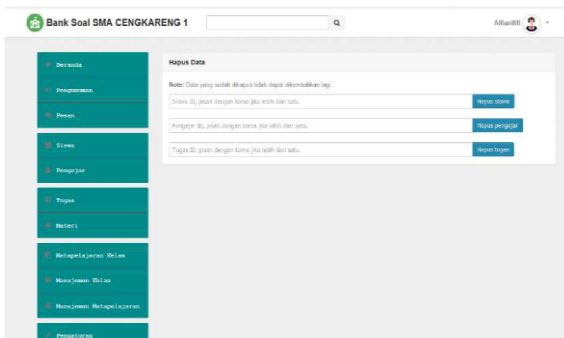 Bank Soal SMA CENGKARENG 1
Alfianifitl
Beranda
Pengumuman
Pesan
Siswa
Pengajar
Tugas
Materi
Matapelajaran Kelas
Manajemen Kelas
Manajemen Matapelajaran
Pengaturan
Hapus Data
Note: Data yang sudah dihapus tidak dapat dikembalikan lagi
Siswa ID, pisah dengan koma jika lebih dari satu.
Hapus siswa
Pengajar ID, pisah dengan koma jika lebih dari satu.
Hapus pengajar
Tugas ID, pisah dengan koma jika lebih dari satu.
Hapus tugas